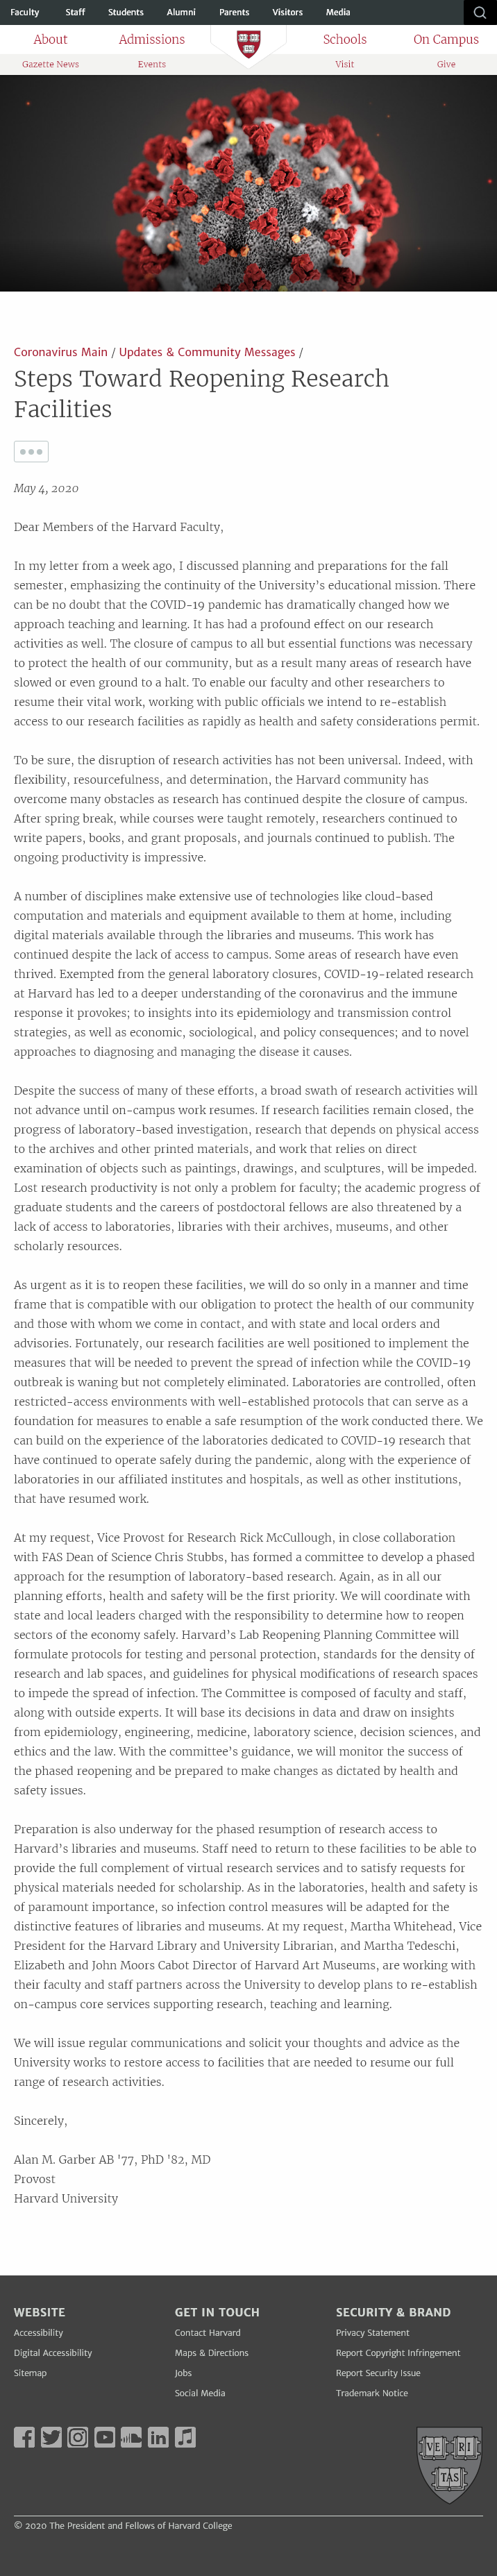 Faculty Staff Students Alumni Parents Visitors Media
About Admissions Schools On Campus
VE RI TAS
Gazette News Events Visit Give
Coronavirus Main / Updates & Community Messages /
Steps Toward Reopening Research
Facilities
May 4, 2020
Dear Members of the Harvard Faculty,
In my letter from a week ago, I discussed planning and preparations for the fall
semester, emphasizing the continuity of the University’s educational mission. There
can be no doubt that the COVID-19 pandemic has dramatically changed how we
approach teaching and learning. It has had a profound effect on our research
activities as well. The closure of campus to all but essential functions was necessary
to protect the health of our community, but as a result many areas of research have
slowed or even ground to a halt. To enable our faculty and other researchers to
resume their vital work, working with public officials we intend to re-establish
access to our research facilities as rapidly as health and safety considerations permit.
To be sure, the disruption of research activities has not been universal. Indeed, with
flexibility, resourcefulness, and determination, the Harvard community has
overcome many obstacles as research has continued despite the closure of campus.
After spring break, while courses were taught remotely, researchers continued to
write papers, books, and grant proposals, and journals continued to publish. The
ongoing productivity is impressive.
A number of disciplines make extensive use of technologies like cloud-based
computation and materials and equipment available to them at home, including
digital materials available through the libraries and museums. This work has
continued despite the lack of access to campus. Some areas of research have even
thrived. Exempted from the general laboratory closures, COVID-19-related research
at Harvard has led to a deeper understanding of the coronavirus and the immune
response it provokes; to insights into its epidemiology and transmission control
strategies, as well as economic, sociological, and policy consequences; and to novel
approaches to diagnosing and managing the disease it causes.
Despite the success of many of these efforts, a broad swath of research activities will
not advance until on-campus work resumes. If research facilities remain closed, the
progress of laboratory-based investigation, research that depends on physical access
to the archives and other printed materials, and work that relies on direct
examination of objects such as paintings, drawings, and sculptures, will be impeded.
Lost research productivity is not only a problem for faculty; the academic progress of
graduate students and the careers of postdoctoral fellows are also threatened by a
lack of access to laboratories, libraries with their archives, museums, and other
scholarly resources.
As urgent as it is to reopen these facilities, we will do so only in a manner and time
frame that is compatible with our obligation to protect the health of our community
and those with whom we come in contact, and with state and local orders and
advisories. Fortunately, our research facilities are well positioned to implement the
measures that will be needed to prevent the spread of infection while the COVID-19
outbreak is waning but not completely eliminated. Laboratories are controlled, often
restricted-access environments with well-established protocols that can serve as a
foundation for measures to enable a safe resumption of the work conducted there. We
can build on the experience of the laboratories dedicated to COVID-19 research that
have continued to operate safely during the pandemic, along with the experience of
laboratories in our affiliated institutes and hospitals, as well as other institutions,
that have resumed work.
At my request, Vice Provost for Research Rick McCullough, in close collaboration
with FAS Dean of Science Chris Stubbs, has formed a committee to develop a phased
approach for the resumption of laboratory-based research. Again, as in all our
planning efforts, health and safety will be the first priority. We will coordinate with
state and local leaders charged with the responsibility to determine how to reopen
sectors of the economy safely. Harvard’s Lab Reopening Planning Committee will
formulate protocols for testing and personal protection, standards for the density of
research and lab spaces, and guidelines for physical modifications of research spaces
to impede the spread of infection. The Committee is composed of faculty and staff,
along with outside experts. It will base its decisions in data and draw on insights
from epidemiology, engineering, medicine, laboratory science, decision sciences, and
ethics and the law. With the committee’s guidance, we will monitor the success of
the phased reopening and be prepared to make changes as dictated by health and
safety issues.
Preparation is also underway for the phased resumption of research access to
Harvard’s libraries and museums. Staff need to return to these facilities to be able to
provide the full complement of virtual research services and to satisfy requests for
physical materials needed for scholarship. As in the laboratories, health and safety is
of paramount importance, so infection control measures will be adapted for the
distinctive features of libraries and museums. At my request, Martha Whitehead, Vice
President for the Harvard Library and University Librarian, and Martha Tedeschi,
Elizabeth and John Moors Cabot Director of Harvard Art Museums, are working with
their faculty and staff partners across the University to develop plans to re-establish
on-campus core services supporting research, teaching and learning.
We will issue regular communications and solicit your thoughts and advice as the
University works to restore access to facilities that are needed to resume our full
range of research activities.
Sincerely,
Alan M. Garber AB '77, PhD '82, MD
Provost
Harvard University
WEBSITE GET IN TOUCH SECURITY & BRAND
Accessibility Contact Harvard Privacy Statement
Digital Accessibility Maps & Directions Report Copyright Infringement
Sitemap Jobs Report Security Issue
Social Media Trademark Notice
VE RI TAS
© 2020 The President and Fellows of Harvard College